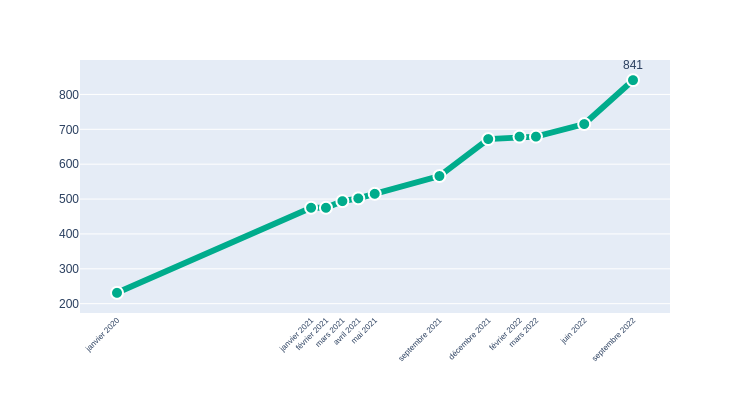 841
800
700
600
500
400
300
200
janvier 2020
janvier 2021
février 2021
mars 2021
avril 2021
mai 2021
septembre 2021
décembre 2021
février 2022
mars 2022
juin 2022
septembre 2022